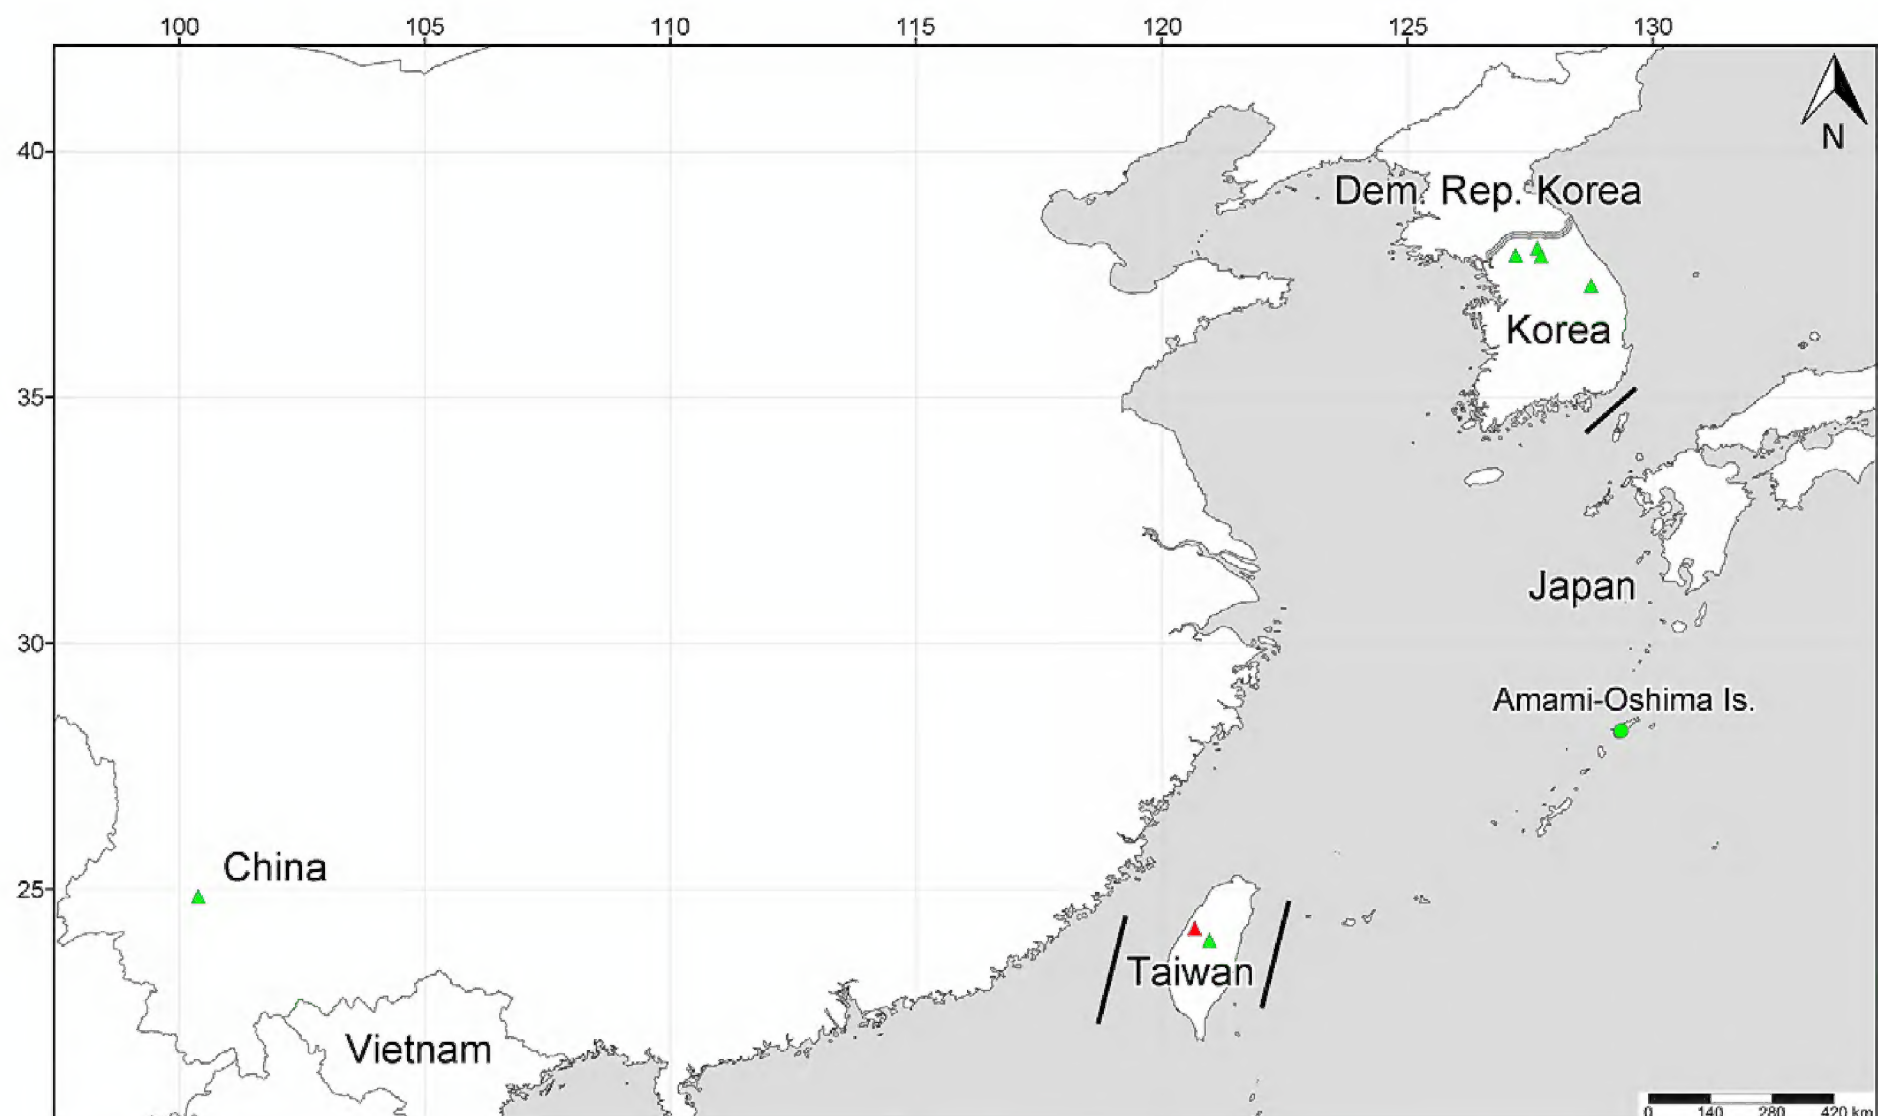 100 105 110 115 120 125 130
N
40
Dem. Rep. Korea
Korea
35
Japan
30
Amami-Oshima Is.
China
25
Taiwan
Vietnam
0 140 280 420 km